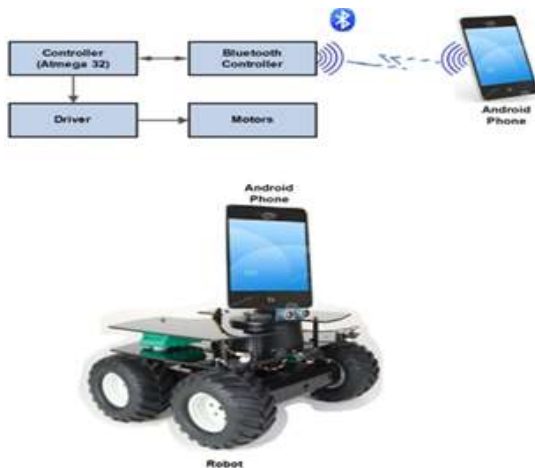 Controller
(Atmega 32)
Bluetooth
Controller
Android
Phone
Driver
Motors
Android
Phone
Robot